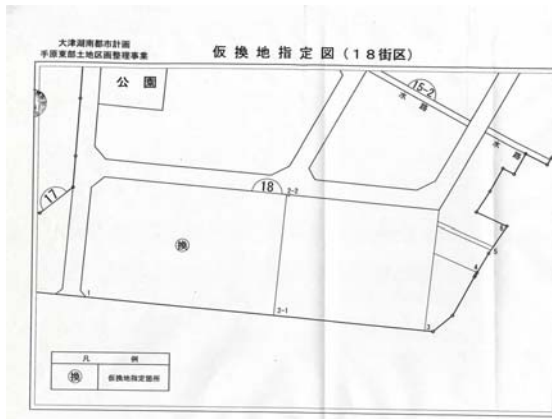 大津湖南都市計画
手原東部土地区画整理事業
仮換地指定図(18街区)
公園
15-2
水路
水路
17
18
2-2
換
6
5
4
1
2-1
3
凡例
換 仮換地指定箇所